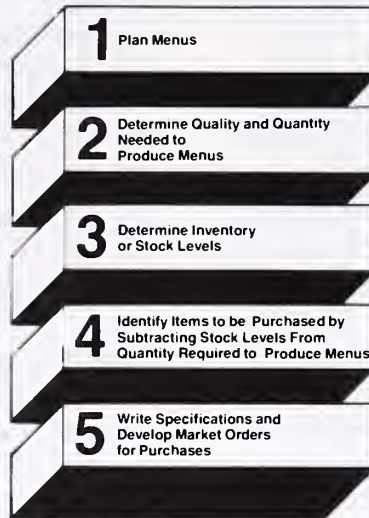 1 Plan Menus
2 Determine Quality and Quantity
Needed to
Produce Menus
3 Determine Inventory
or Stock Levels
4 Identify Items to be Purchased by
Subtracting Stock Levels From
Quantity Required to Produce Menus
5 Write Specifications and
Develop Market Orders
for Purchases